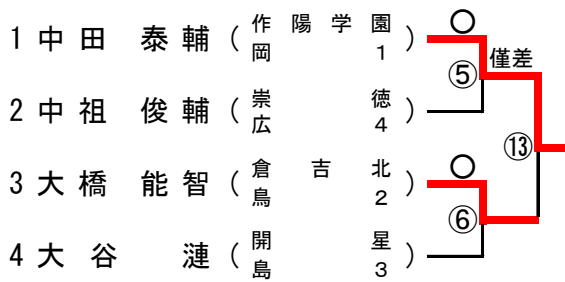 1 中田 泰輔 (作陽学園 岡1) ○
⑤ 僅差
2 中祖 俊輔 (崇徳 広4)
⑬
3 大橋 能智 (倉吉北 鳥2) ○
⑥
4 大谷 漣 (開星 島3)